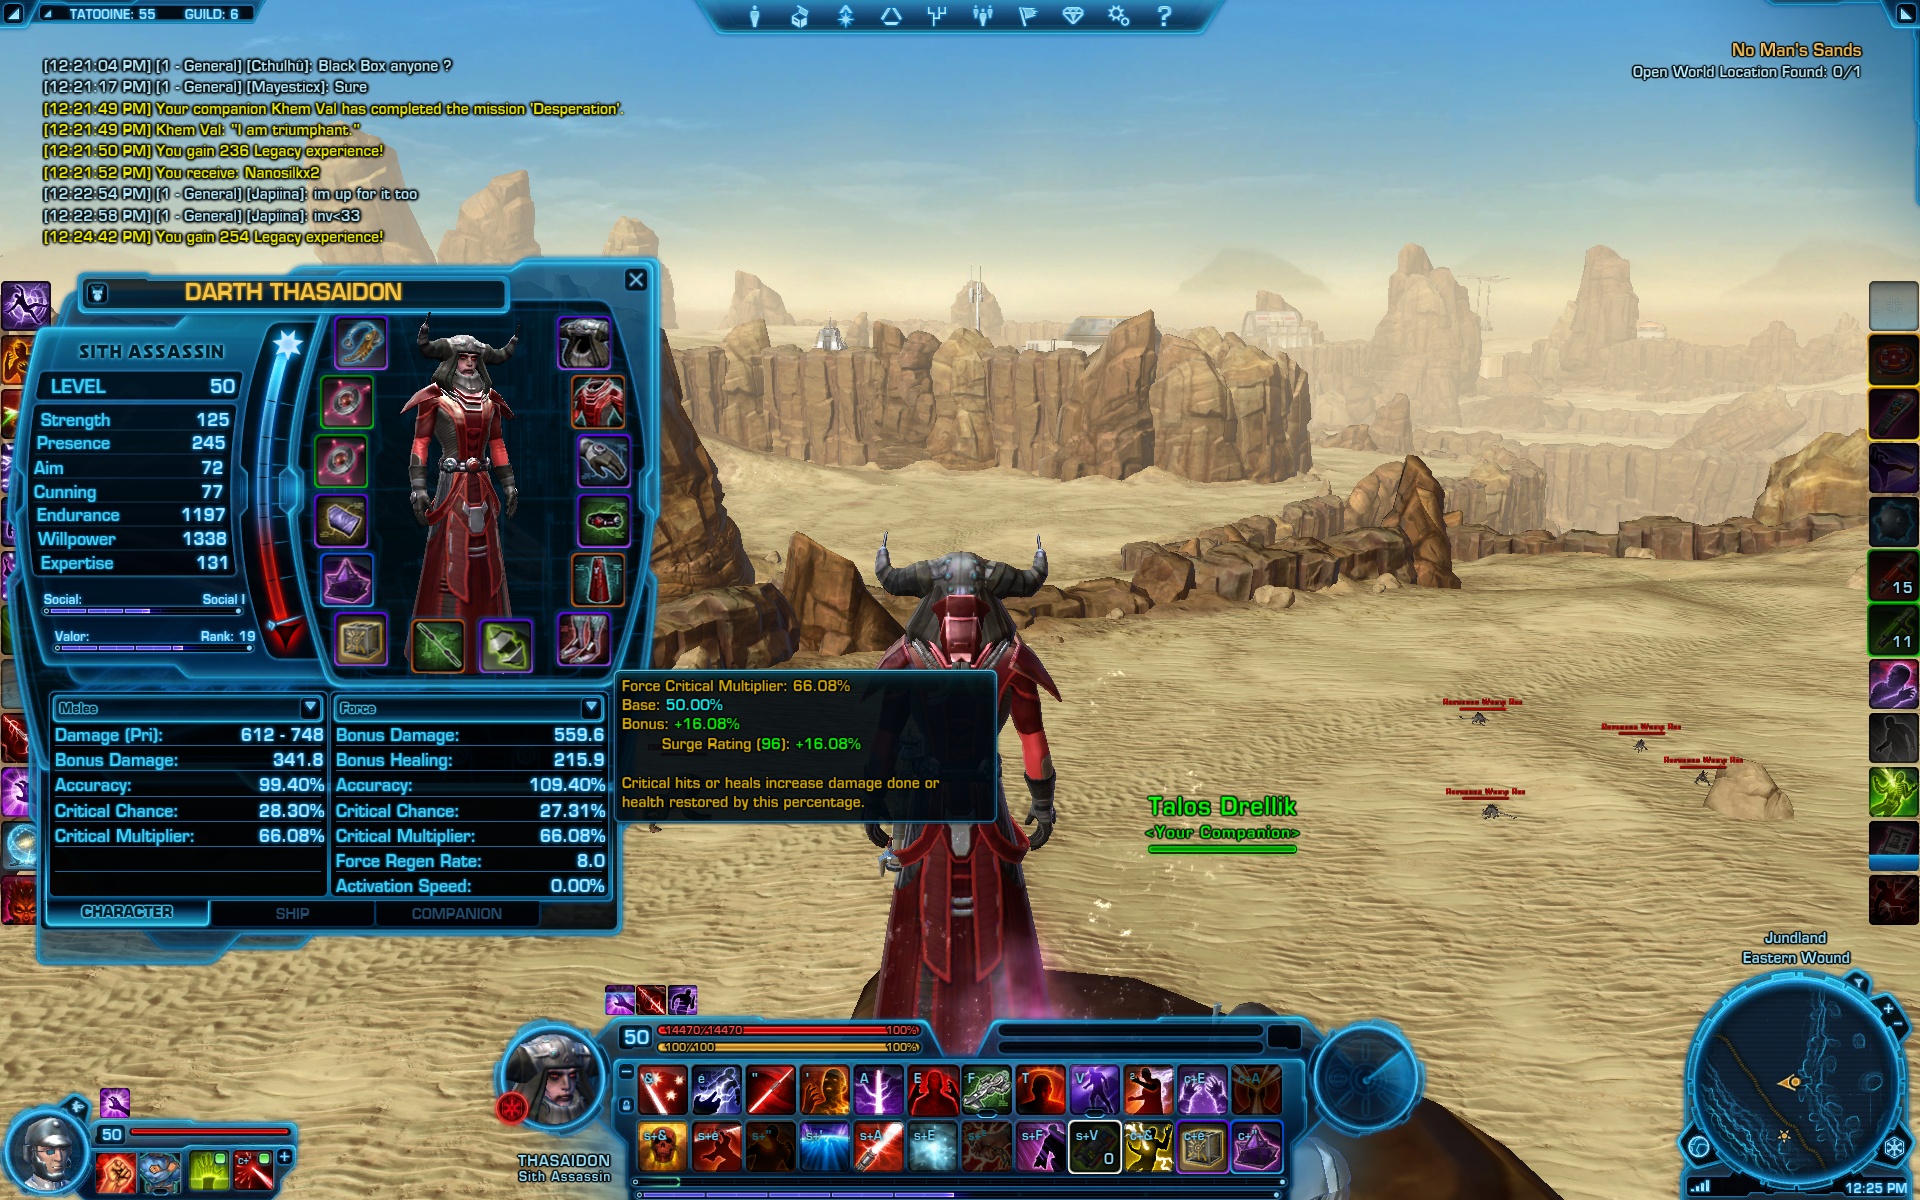 TATOOINE: 55 GUILD: 6
[12:21:04 PM] [1 - General] [Cthulhû]: Black Box anyone ?
[12:21:17 PM] [1 - General] [Mayesticx]: Sure
[12:21:49 PM] Your companion Khem Val has completed the mission 'Desperation'.
[12:21:49 PM] Khem Val: "I am triumphant."
[12:21:50 PM] You gain 236 Legacy experience!
[12:21:52 PM] You receive: Nanosilkx2
[12:22:54 PM] [1 - General] [Japiina]: im up for it too
[12:22:58 PM] [1 - General] [Japiina]: inv<33
[12:24:42 PM] You gain 254 Legacy experience!
No Man's Sands
Open World Location Found: 0/1
DARTH THASAIDON
SITH ASSASSIN
LEVEL 50
Strength 125
Presence 245
Aim 72
Cunning 77
Endurance 1197
Willpower 1338
Expertise 131
Social: Social I
Valor: Rank: 19
Melee
Damage (Pri): 612 - 748
Bonus Damage: 341.8
Accuracy: 99.40%
Critical Chance: 28.30%
Critical Multiplier: 66.08%
Force
Bonus Damage: 559.6
Bonus Healing: 215.9
Accuracy: 109.40%
Critical Chance: 27.31%
Critical Multiplier: 66.08%
Force Regen Rate: 8.0
Activation Speed: 0.00%
CHARACTER SHIP COMPANION
Force Critical Multiplier: 66.08%
Base: 50.00%
Bonus: +16.08%
Surge Rating (96): +16.08%
Critical hits or heals increase damage done or
health restored by this percentage.
Talos Drellik
<Your Companion>
15
11
Jundland
Eastern Wound
50
14470/14470 100%
100/100 100%
& é " ' A E F T V ² c+E c+A
s+& s+é s+" s+' s+A s+E s+F s+V 0 c+& c+é c+"
THASAIDON
Sith Assassin
50
12:25 PM